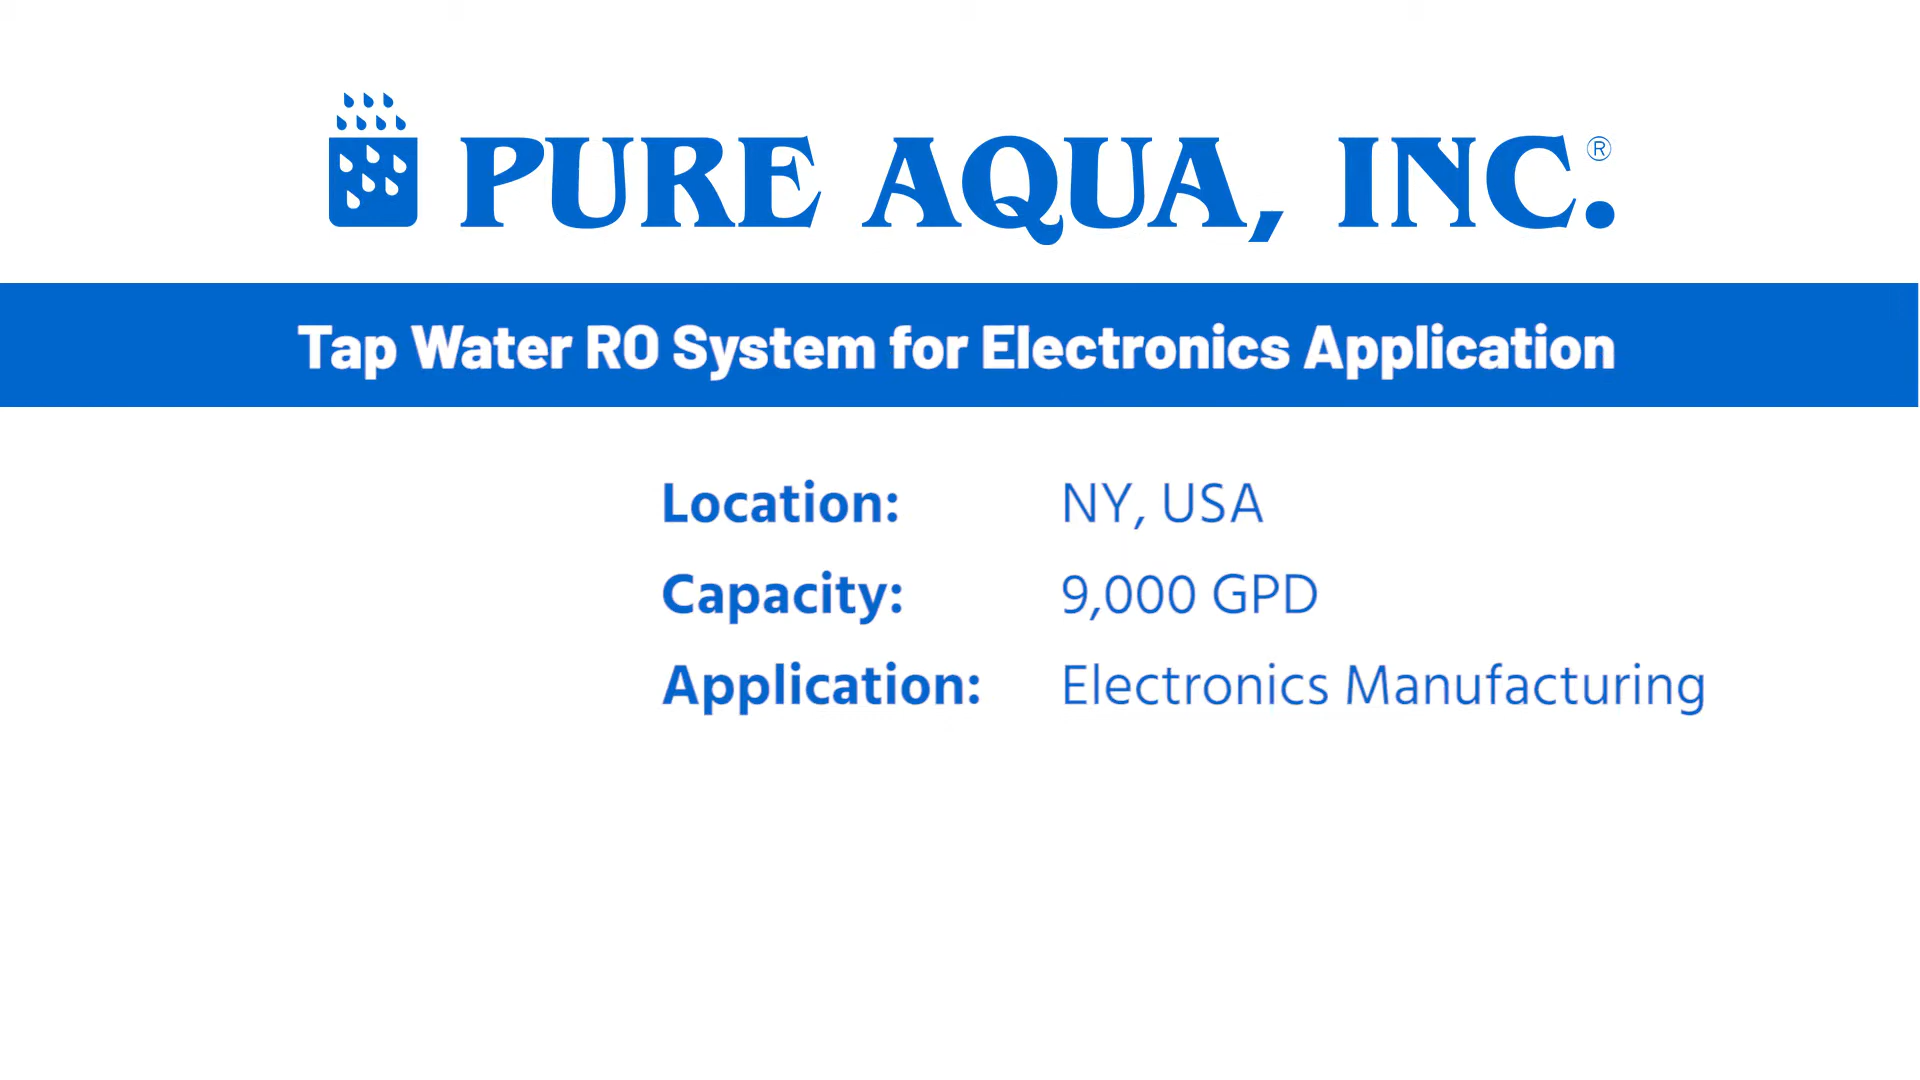 PURE AQUA, INC.®
Tap Water RO System for Electronics Application
Location: NY, USA
Capacity: 9,000 GPD
Application: Electronics Manufacturing